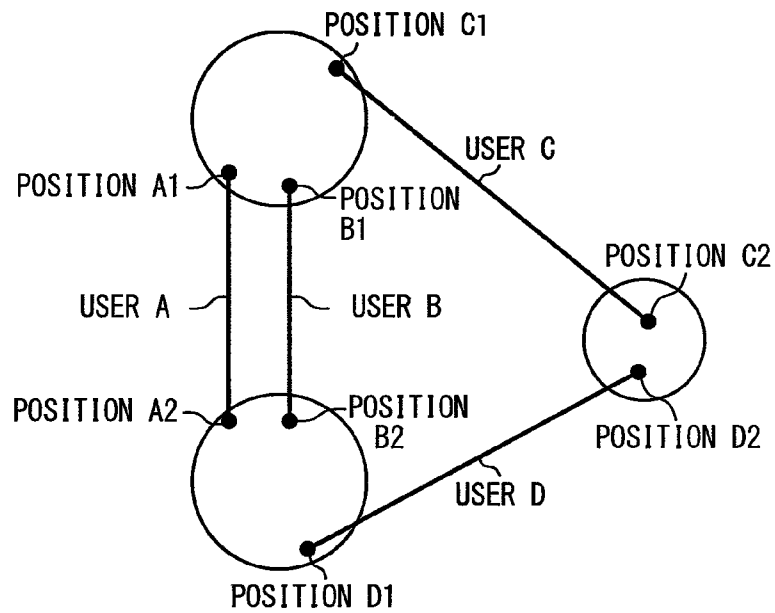 POSITION C1
USER C
POSITION A1
POSITION
B1
POSITION C2
USER A
USER B
POSITION A2
POSITION
B2
POSITION D2
USER D
POSITION D1